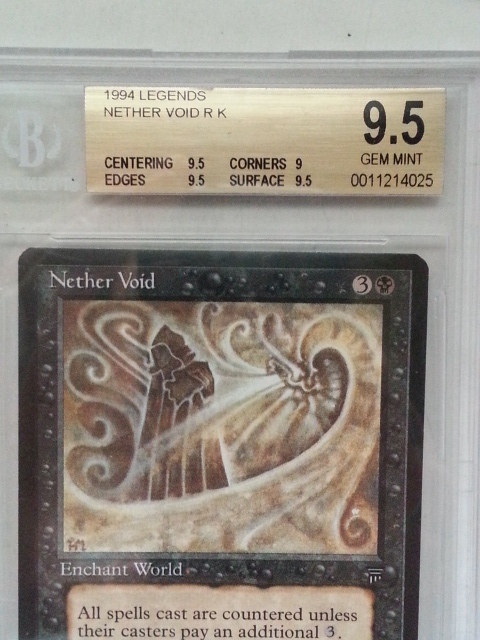 1994 LEGENDS
NETHER VOID R K
CENTERING 9.5 CORNERS 9
EDGES 9.5 SURFACE 9.5
9.5
GEM MINT
0011214025
B
Nether Void 3
Enchant World
All spells cast are countered unless
their casters pay an additional 3.